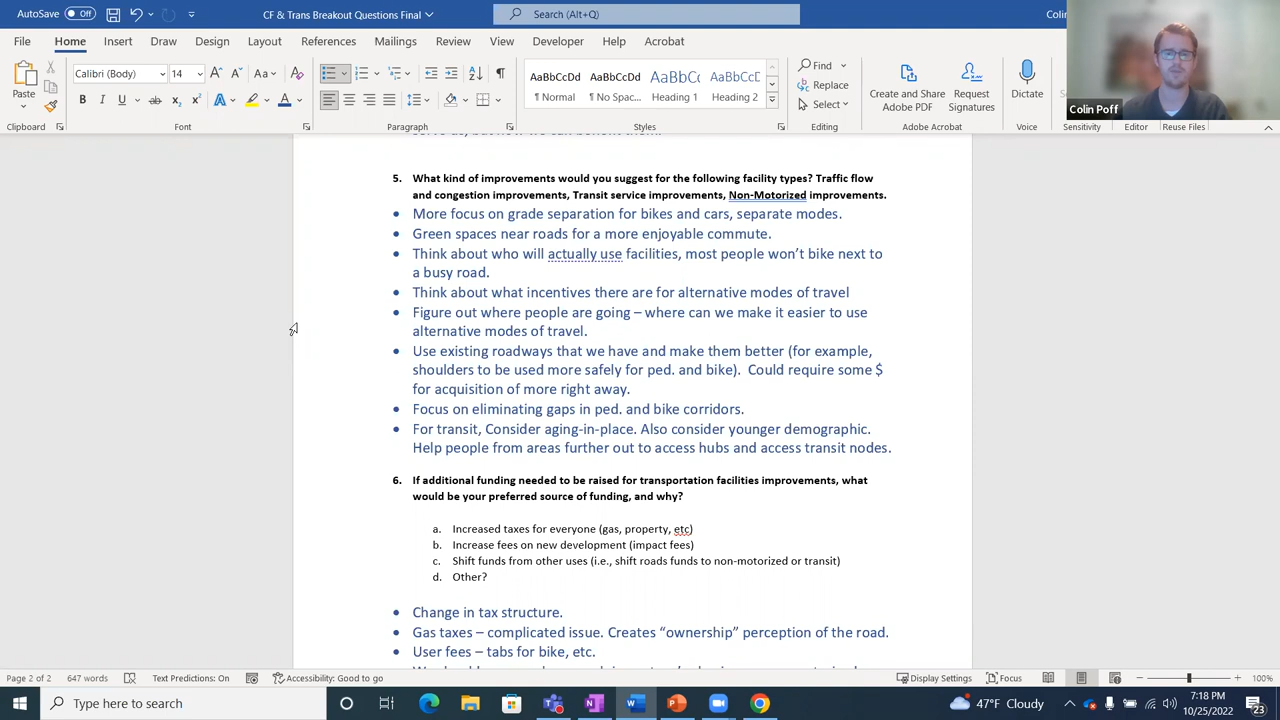 AutoSave Off CF & Trans Breakout Questions Final Search (Alt+Q) Colin
File Home Insert Draw Design Layout References Mailings Review View Developer Help Acrobat
Paste Calibri (Body) 14 AaBbCcDd AaBbCcDd AaBbCc AaBbCcC Find Replace Select Create and Share Adobe PDF Request Signatures Dictate
¶ Normal ¶ No Spac... Heading 1 Heading 2
Clipboard Font Paragraph Styles Editing Adobe Acrobat Voice Sensitivity Editor Reuse Files
Colin Poff
5. What kind of improvements would you suggest for the following facility types? Traffic flow
and congestion improvements, Transit service improvements, Non-Motorized improvements.
• More focus on grade separation for bikes and cars, separate modes.
• Green spaces near roads for a more enjoyable commute.
• Think about who will actually use facilities, most people won’t bike next to
a busy road.
• Think about what incentives there are for alternative modes of travel
• Figure out where people are going – where can we make it easier to use
alternative modes of travel.
• Use existing roadways that we have and make them better (for example,
shoulders to be used more safely for ped. and bike).  Could require some $
for acquisition of more right away.
• Focus on eliminating gaps in ped. and bike corridors.
• For transit, Consider aging-in-place. Also consider younger demographic.
Help people from areas further out to access hubs and access transit nodes.
6. If additional funding needed to be raised for transportation facilities improvements, what
would be your preferred source of funding, and why?
a. Increased taxes for everyone (gas, property, etc)
b. Increase fees on new development (impact fees)
c. Shift funds from other uses (i.e., shift roads funds to non-motorized or transit)
d. Other?
• Change in tax structure.
• Gas taxes – complicated issue. Creates “ownership” perception of the road.
• User fees – tabs for bike, etc.
Page 2 of 2 647 words Text Predictions: On Accessibility: Good to go Display Settings Focus 100%
Type here to search 47°F Cloudy 7:18 PM
10/25/2022 23